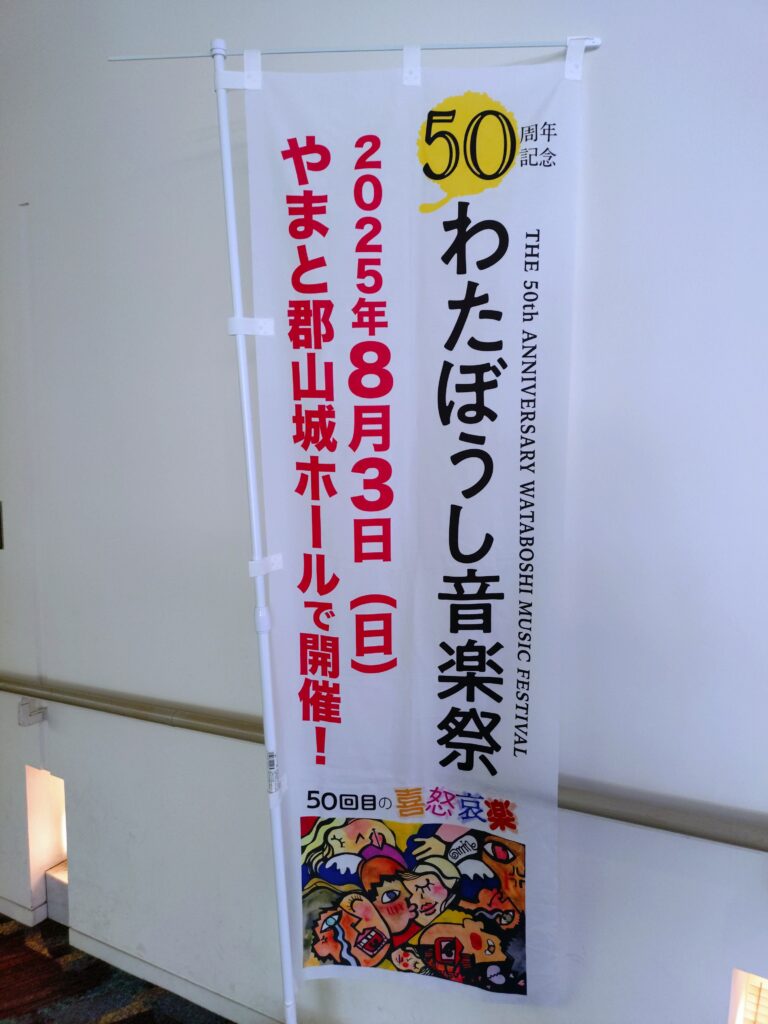 50周年記念
わたぼうし音楽祭
THE 50th ANNIVERSARY WATABOSHI MUSIC FESTIVAL
2025年8月3日(日)
やまと郡山城ホールで開催!
50回目の喜怒哀楽